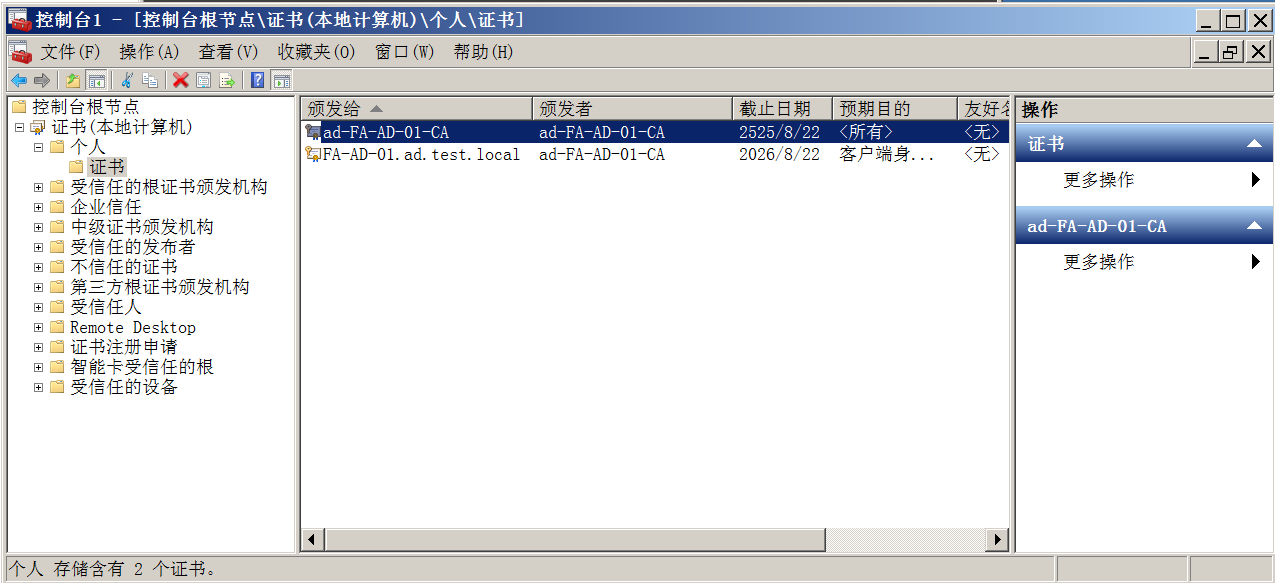 控制台1 - [控制台根节点\证书(本地计算机)\个人\证书]
文件(F) 操作(A) 查看(V) 收藏夹(O) 窗口(W) 帮助(H)
控制台根节点
证书(本地计算机)
个人
证书
受信任的根证书颁发机构
企业信任
中级证书颁发机构
受信任的发布者
不信任的证书
第三方根证书颁发机构
受信任人
Remote Desktop
证书注册申请
智能卡受信任的根
受信任的设备
颁发给 颁发者 截止日期 预期目的 友好名
ad-FA-AD-01-CA ad-FA-AD-01-CA 2525/8/22 <所有> <无>
FA-AD-01.ad.test.local ad-FA-AD-01-CA 2026/8/22 客户端身... <无>
操作
证书
更多操作
ad-FA-AD-01-CA
更多操作
个人 存储含有 2 个证书。